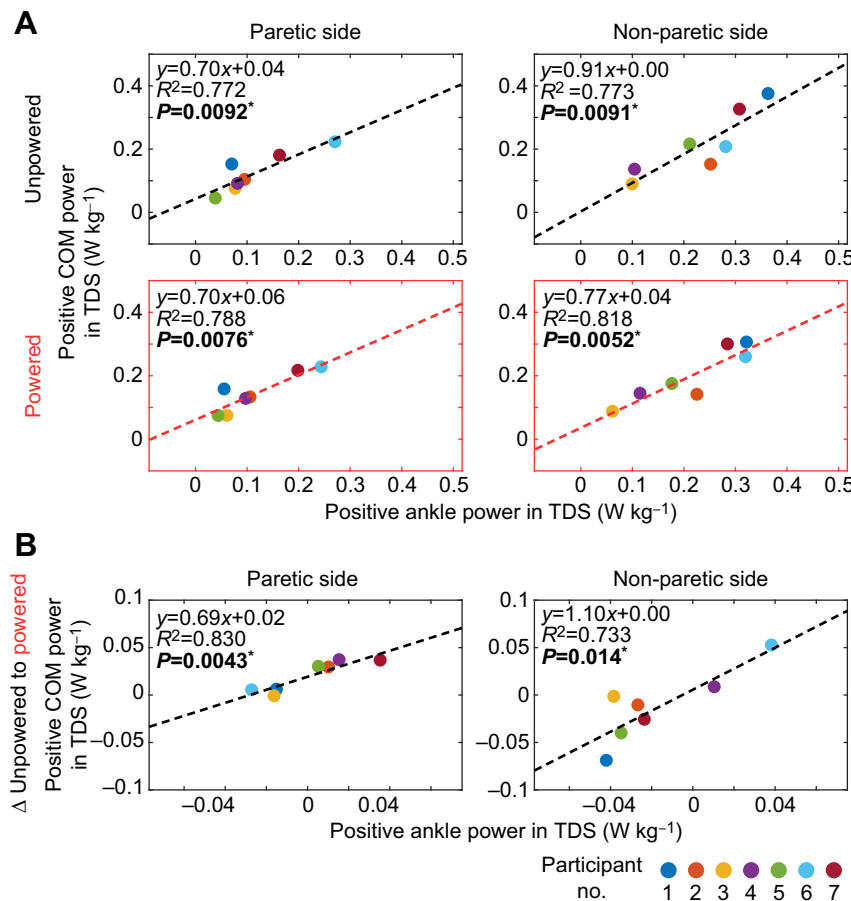 A
Paretic side
Non-paretic side
Unpowered
Powered
Positive COM power
in TDS (W kg⁻¹)
y=0.70x+0.04
R²=0.772
P=0.0092*
0.4
0.2
0
0 0.1 0.2 0.3 0.4 0.5
y=0.91x+0.00
R²=0.773
P=0.0091*
0.4
0.2
0
0 0.1 0.2 0.3 0.4 0.5
y=0.70x+0.06
R²=0.788
P=0.0076*
0.4
0.2
0
0 0.1 0.2 0.3 0.4 0.5
y=0.77x+0.04
R²=0.818
P=0.0052*
0.4
0.2
0
0 0.1 0.2 0.3 0.4 0.5
Positive ankle power in TDS (W kg⁻¹)
B
Paretic side
Non-paretic side
Δ Unpowered to powered
Positive COM power
in TDS (W kg⁻¹)
y=0.69x+0.02
R²=0.830
P=0.0043*
0.1
0.05
0
–0.05
–0.1
–0.04 0 0.04
y=1.10x+0.00
R²=0.733
P=0.014*
0.1
0.05
0
–0.05
–0.1
–0.04 0 0.04
Positive ankle power in TDS (W kg⁻¹)
Participant
no.
1 2 3 4 5 6 7